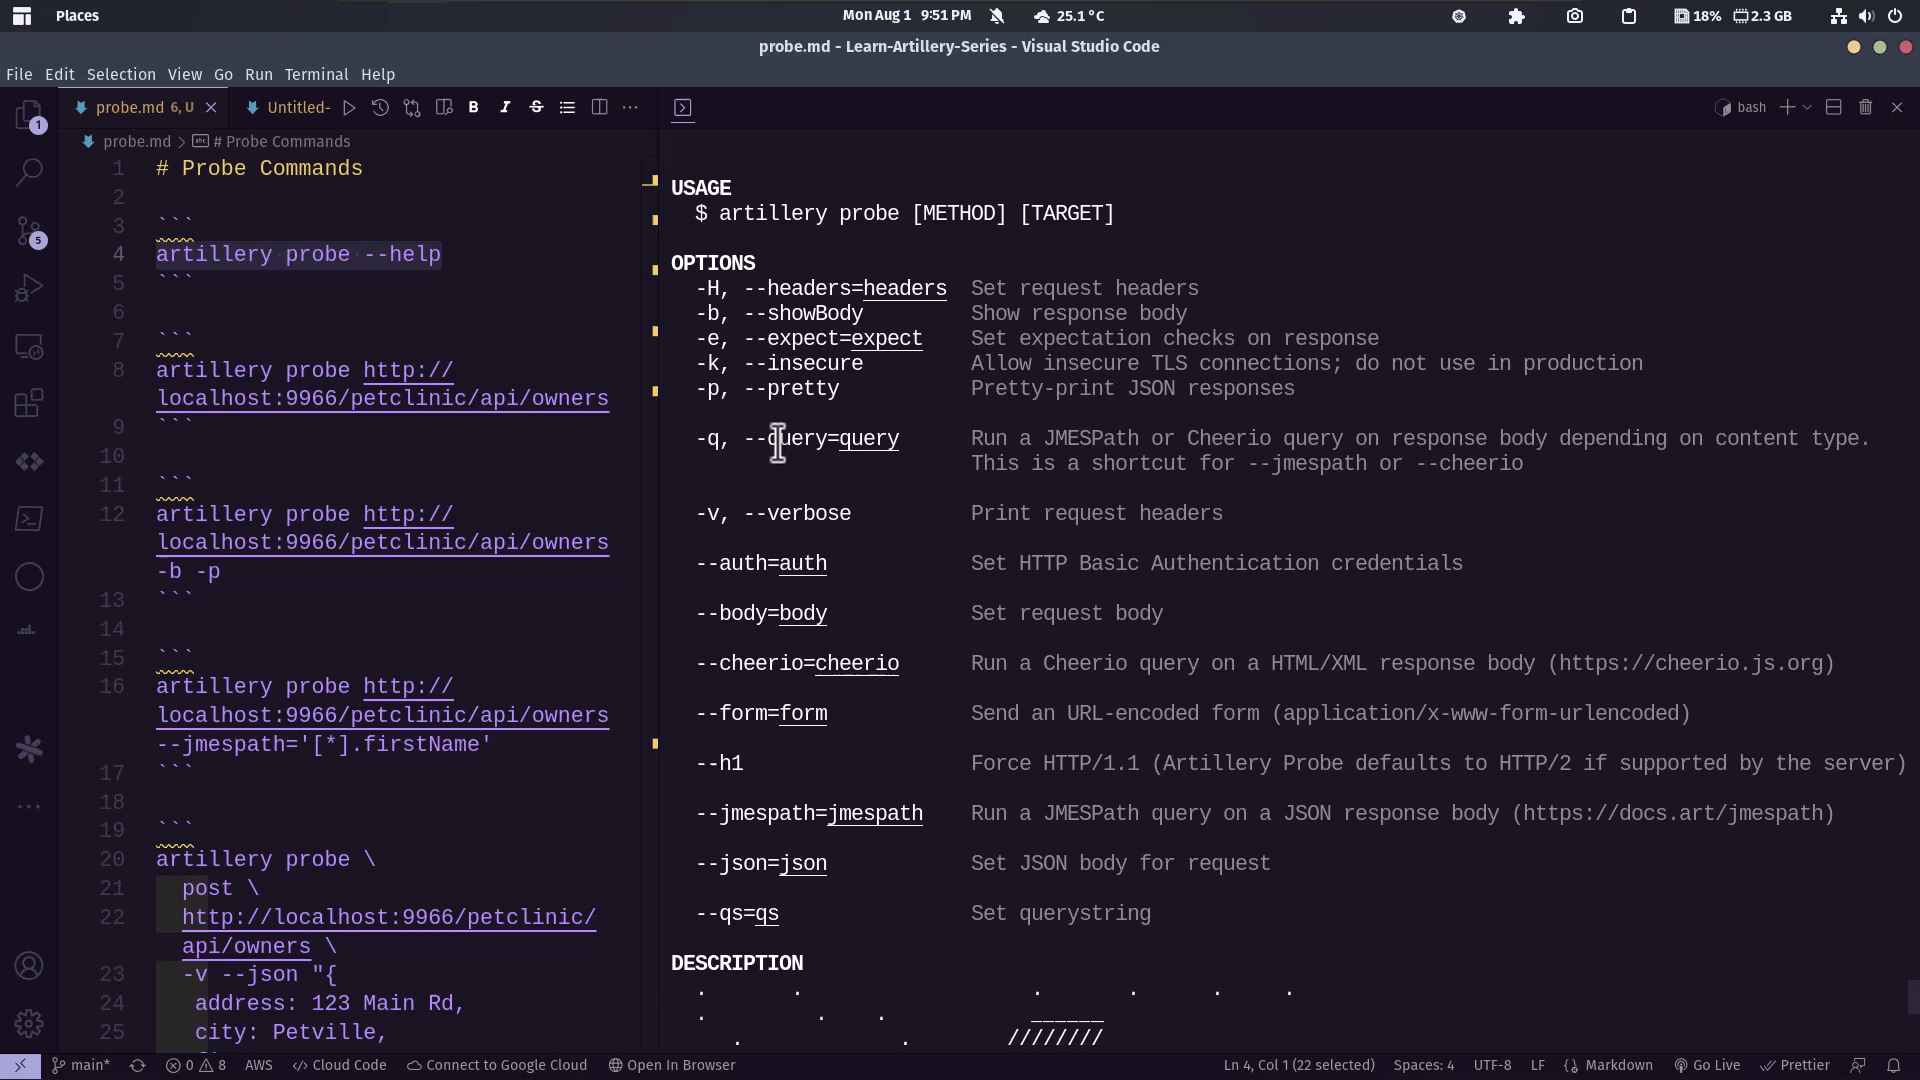 Places
Mon Aug 1 9:51 PM
25.1 °C
18%
2.3 GB
probe.md - Learn-Artillery-Series - Visual Studio Code
File Edit Selection View Go Run Terminal Help
probe.md 6, U
Untitled-
B I S
bash
probe.md > # Probe Commands
1 # Probe Commands
2
3 ```
4 artillery probe --help
5 ```
6
7 ```
8 artillery probe http://
localhost:9966/petclinic/api/owners
9 ```
10
11 ```
12 artillery probe http://
localhost:9966/petclinic/api/owners
-b -p
13 ```
14
15 ```
16 artillery probe http://
localhost:9966/petclinic/api/owners
--jmespath='[*].firstName'
17 ```
18
19 ```
20 artillery probe \
21 post \
22 http://localhost:9966/petclinic/
api/owners \
23 -v --json "{
24 address: 123 Main Rd,
25 city: Petville,
1
5
USAGE
$ artillery probe [METHOD] [TARGET]
OPTIONS
-H, --headers=headers Set request headers
-b, --showBody Show response body
-e, --expect=expect Set expectation checks on response
-k, --insecure Allow insecure TLS connections; do not use in production
-p, --pretty Pretty-print JSON responses
-q, --query=query Run a JMESPath or Cheerio query on response body depending on content type.
This is a shortcut for --jmespath or --cheerio
-v, --verbose Print request headers
--auth=auth Set HTTP Basic Authentication credentials
--body=body Set request body
--cheerio=cheerio Run a Cheerio query on a HTML/XML response body (https://cheerio.js.org)
--form=form Send an URL-encoded form (application/x-www-form-urlencoded)
--h1 Force HTTP/1.1 (Artillery Probe defaults to HTTP/2 if supported by the server)
--jmespath=jmespath Run a JMESPath query on a JSON response body (https://docs.art/jmespath)
--json=json Set JSON body for request
--qs=qs Set querystring
DESCRIPTION
. . . . . .
. . . ______
. . ////////
main* 0 8 AWS Cloud Code Connect to Google Cloud Open In Browser
Ln 4, Col 1 (22 selected) Spaces: 4 UTF-8 LF Markdown Go Live Prettier